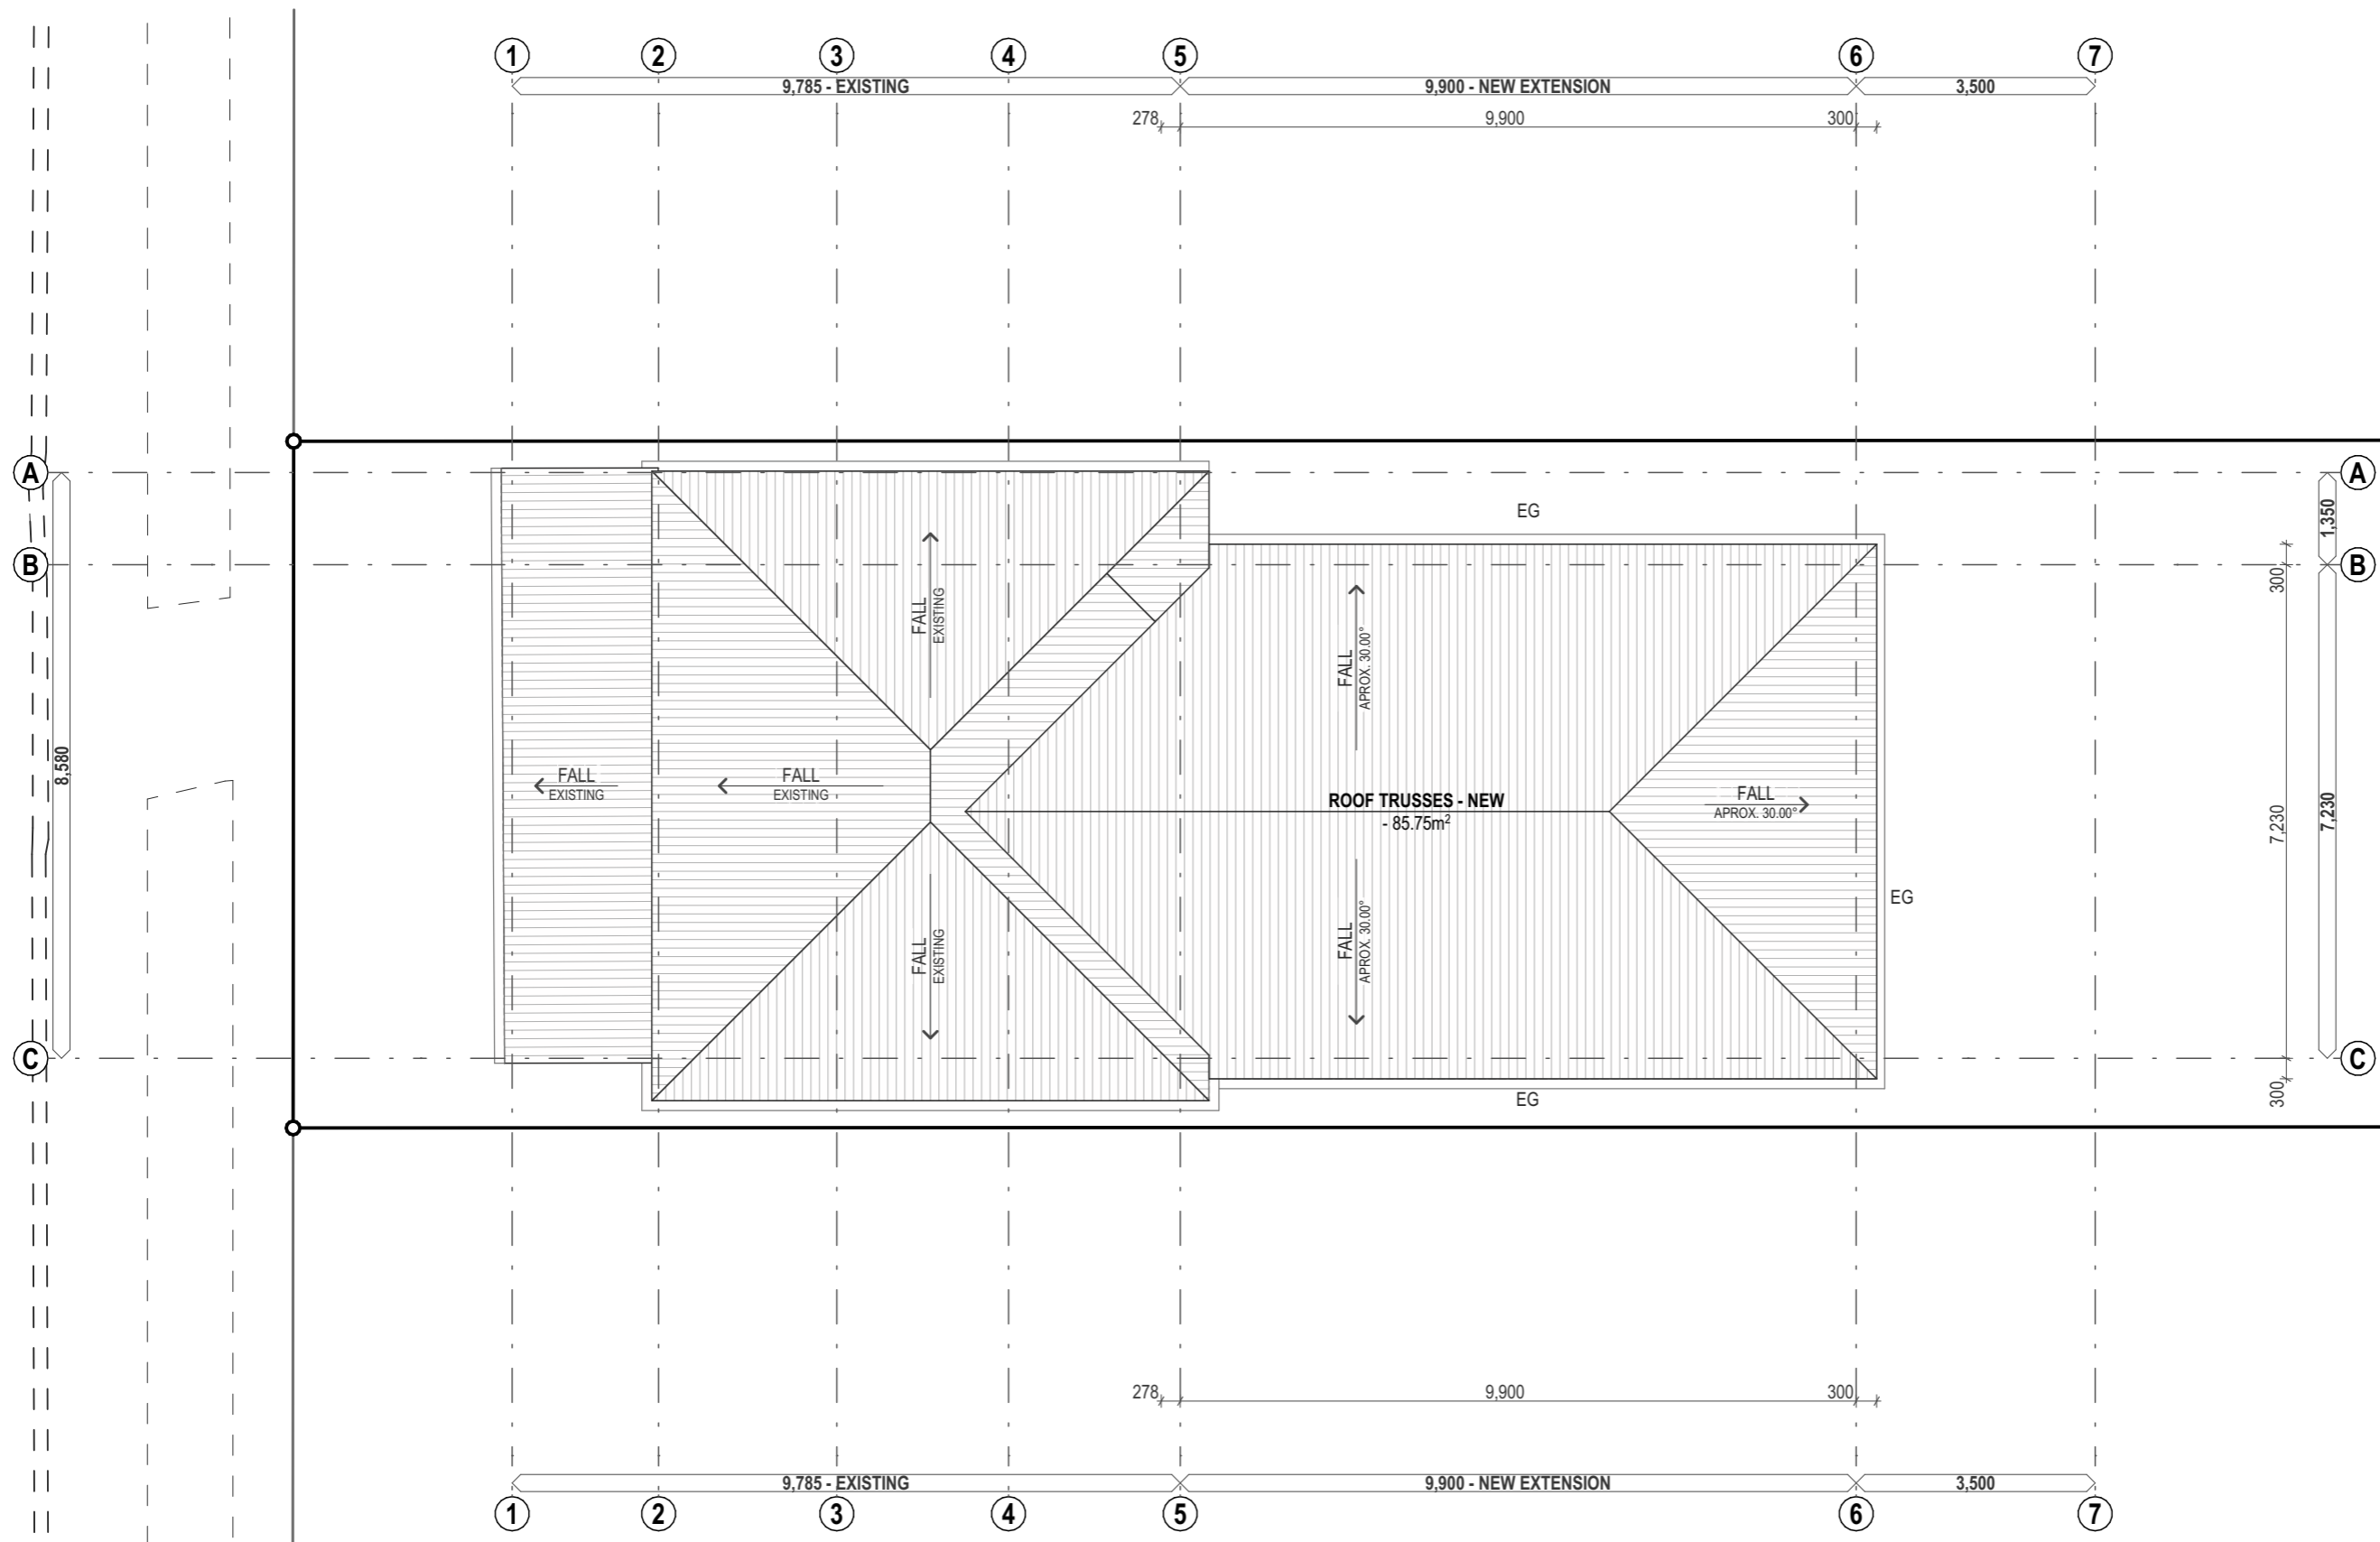 1 2 3 4 5 6 7
9,785 - EXISTING 9,900 - NEW EXTENSION 3,500
278 9,900 300
A A
EG
1,350
B B
300
FALL
EXISTING
FALL
APROX. 30.00°
8,580
FALL
EXISTING
FALL
EXISTING
ROOF TRUSSES - NEW
- 85.75m²
FALL
APROX. 30.00°
7,230
7,230
EG
FALL
EXISTING
FALL
APROX. 30.00°
C C
300
EG
278 9,900 300
9,785 - EXISTING 9,900 - NEW EXTENSION 3,500
1 2 3 4 5 6 7